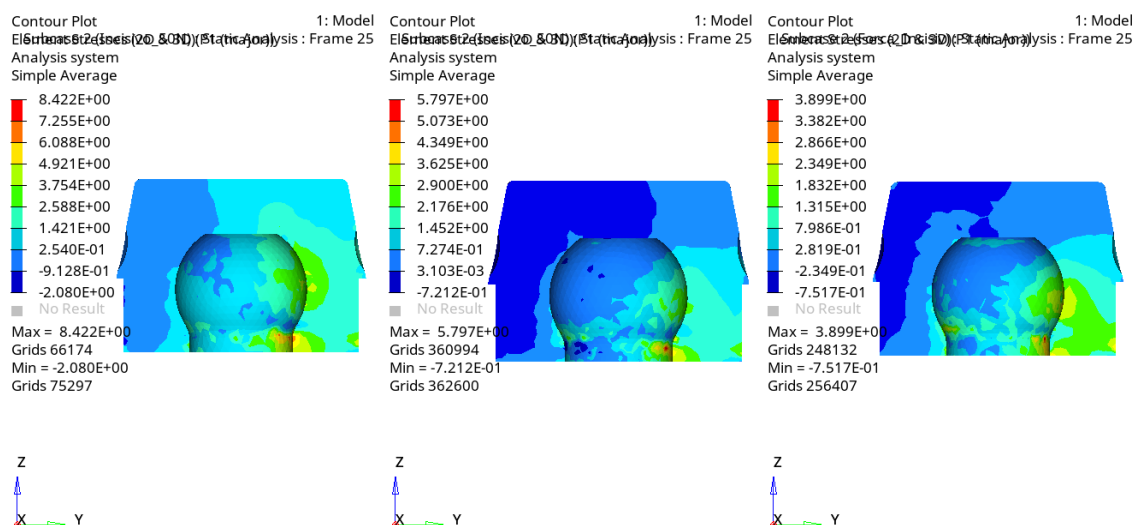 Contour Plot
1: Model
Analysis system
Simple Average
8.422E+00
7.255E+00
6.088E+00
4.921E+00
3.754E+00
2.588E+00
1.421E+00
2.540E-01
-9.128E-01
-2.080E+00
No Result
Max = 8.422E+00
Grids 66174
Min = -2.080E+00
Grids 75297
Z
X
Y
Contour Plot
1: Model
Analysis system
Simple Average
5.797E+00
5.073E+00
4.349E+00
3.625E+00
2.900E+00
2.176E+00
1.452E+00
7.274E-01
3.103E-03
-7.212E-01
No Result
Max = 5.797E+00
Grids 360994
Min = -7.212E-01
Grids 362600
Z
X
Y
Contour Plot
1: Model
Analysis system
Simple Average
3.899E+00
3.382E+00
2.866E+00
2.349E+00
1.832E+00
1.315E+00
7.986E-01
2.819E-01
-2.349E-01
-7.517E-01
No Result
Max = 3.899E+00
Grids 248132
Min = -7.517E-01
Grids 256407
Z
X
Y